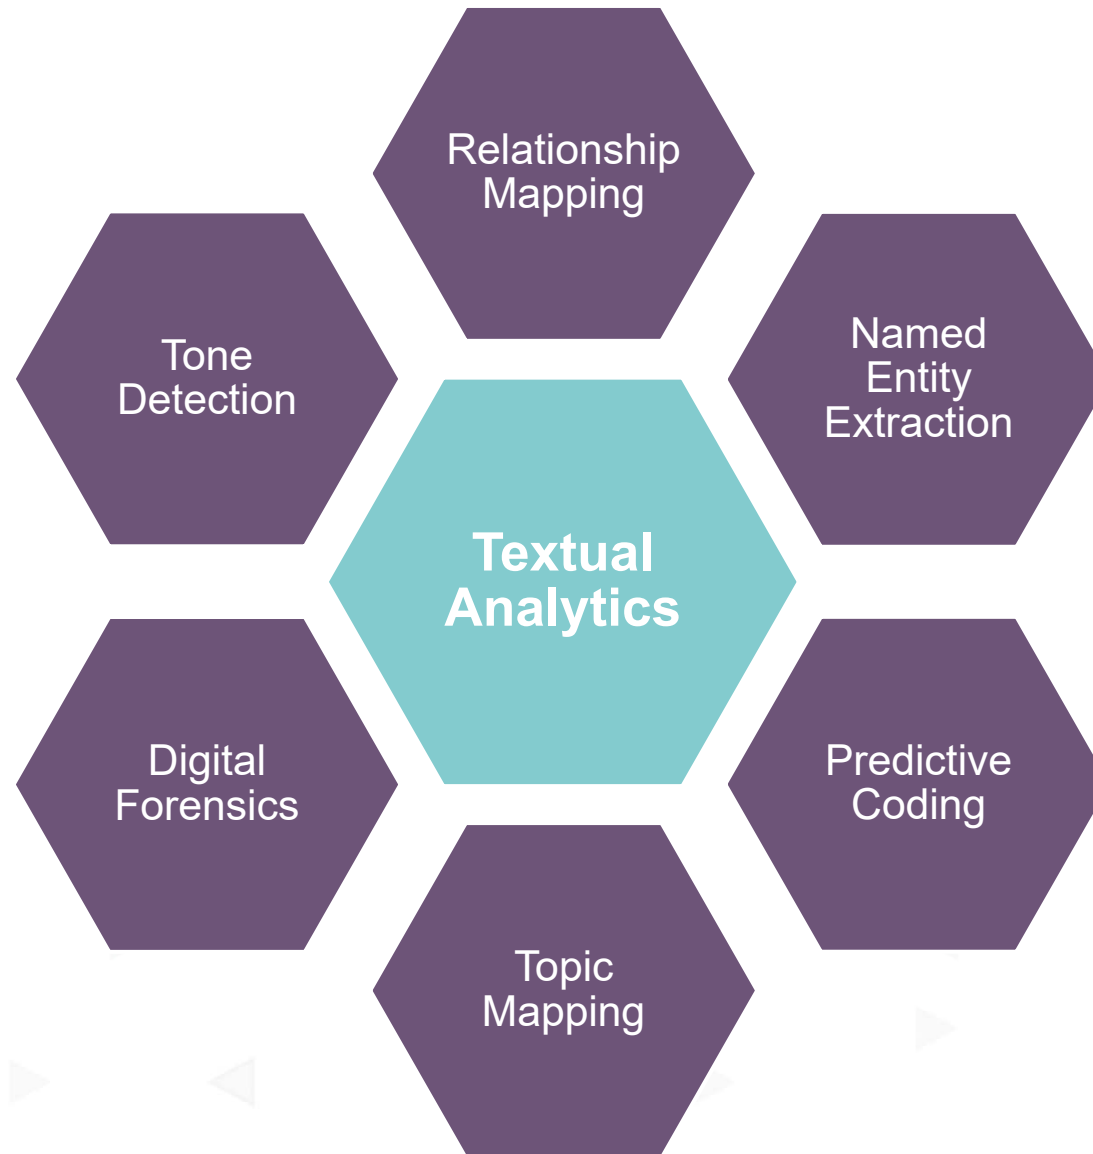 Relationship
Mapping
Tone
Detection
Named
Entity
Extraction
Textual
Analytics
Digital
Forensics
Predictive
Coding
Topic
Mapping